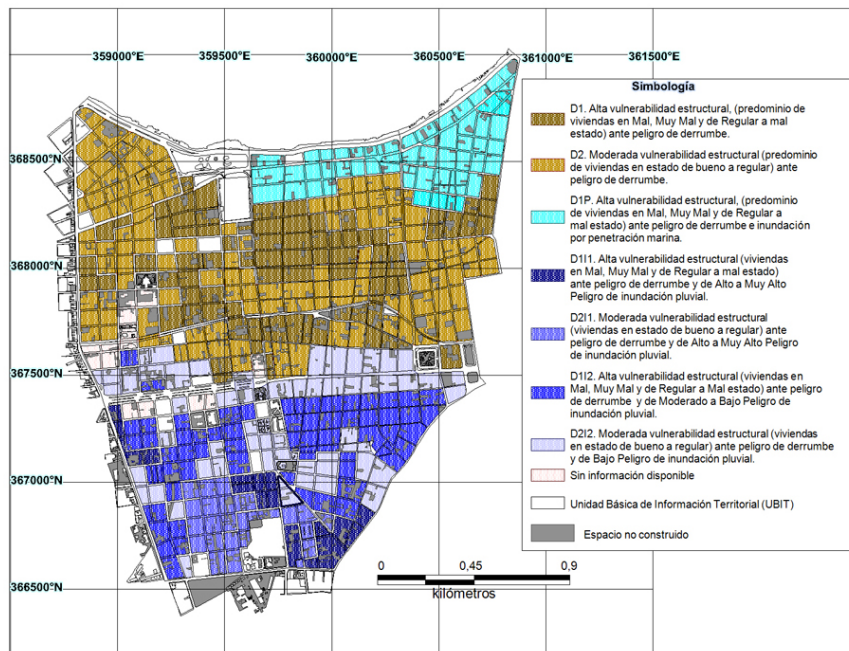 359000°E 359500°E 360000°E 360500°E 361000°E 361500°E
368500°N
368000°N
367500°N
367000°N
366500°N
Simbología
D1. Alta vulnerabilidad estructural, (predominio de
viviendas en Mal, Muy Mal y de Regular a mal
estado) ante peligro de derrumbe.
D2. Moderada vulnerabilidad estructural (predominio
de viviendas en estado de bueno a regular) ante
peligro de derrumbe.
D1P. Alta vulnerabilidad estructural, (predominio
de viviendas en Mal, Muy Mal y de Regular a
mal estado) ante peligro de derrumbe e inundación
por penetración marina.
D1I1. Alta vulnerabilidad estructural (viviendas
en Mal, Muy Mal y de Regular a mal estado)
ante peligro de derrumbe y de Alto a Muy Alto
Peligro de inundación pluvial.
D2I1. Moderada vulnerabilidad estructural
(viviendas en estado de bueno a regular) ante
peligro de derrumbe y de Alto a Muy Alto Peligro
de inundación pluvial.
D1I2. Alta vulnerabilidad estructural (viviendas en
Mal, Muy Mal y de Regular a Mal estado) ante peligro
de derrumbe y de Moderado a Bajo Peligro de
inundación pluvial.
D2I2. Moderada vulnerabilidad estructural (viviendas
en estado de bueno a regular) ante peligro de derrumbe
y de Bajo Peligro de inundación pluvial.
Sin información disponible
Unidad Básica de Información Territorial (UBIT)
Espacio no construido
0 0,45 0,9
kilómetros